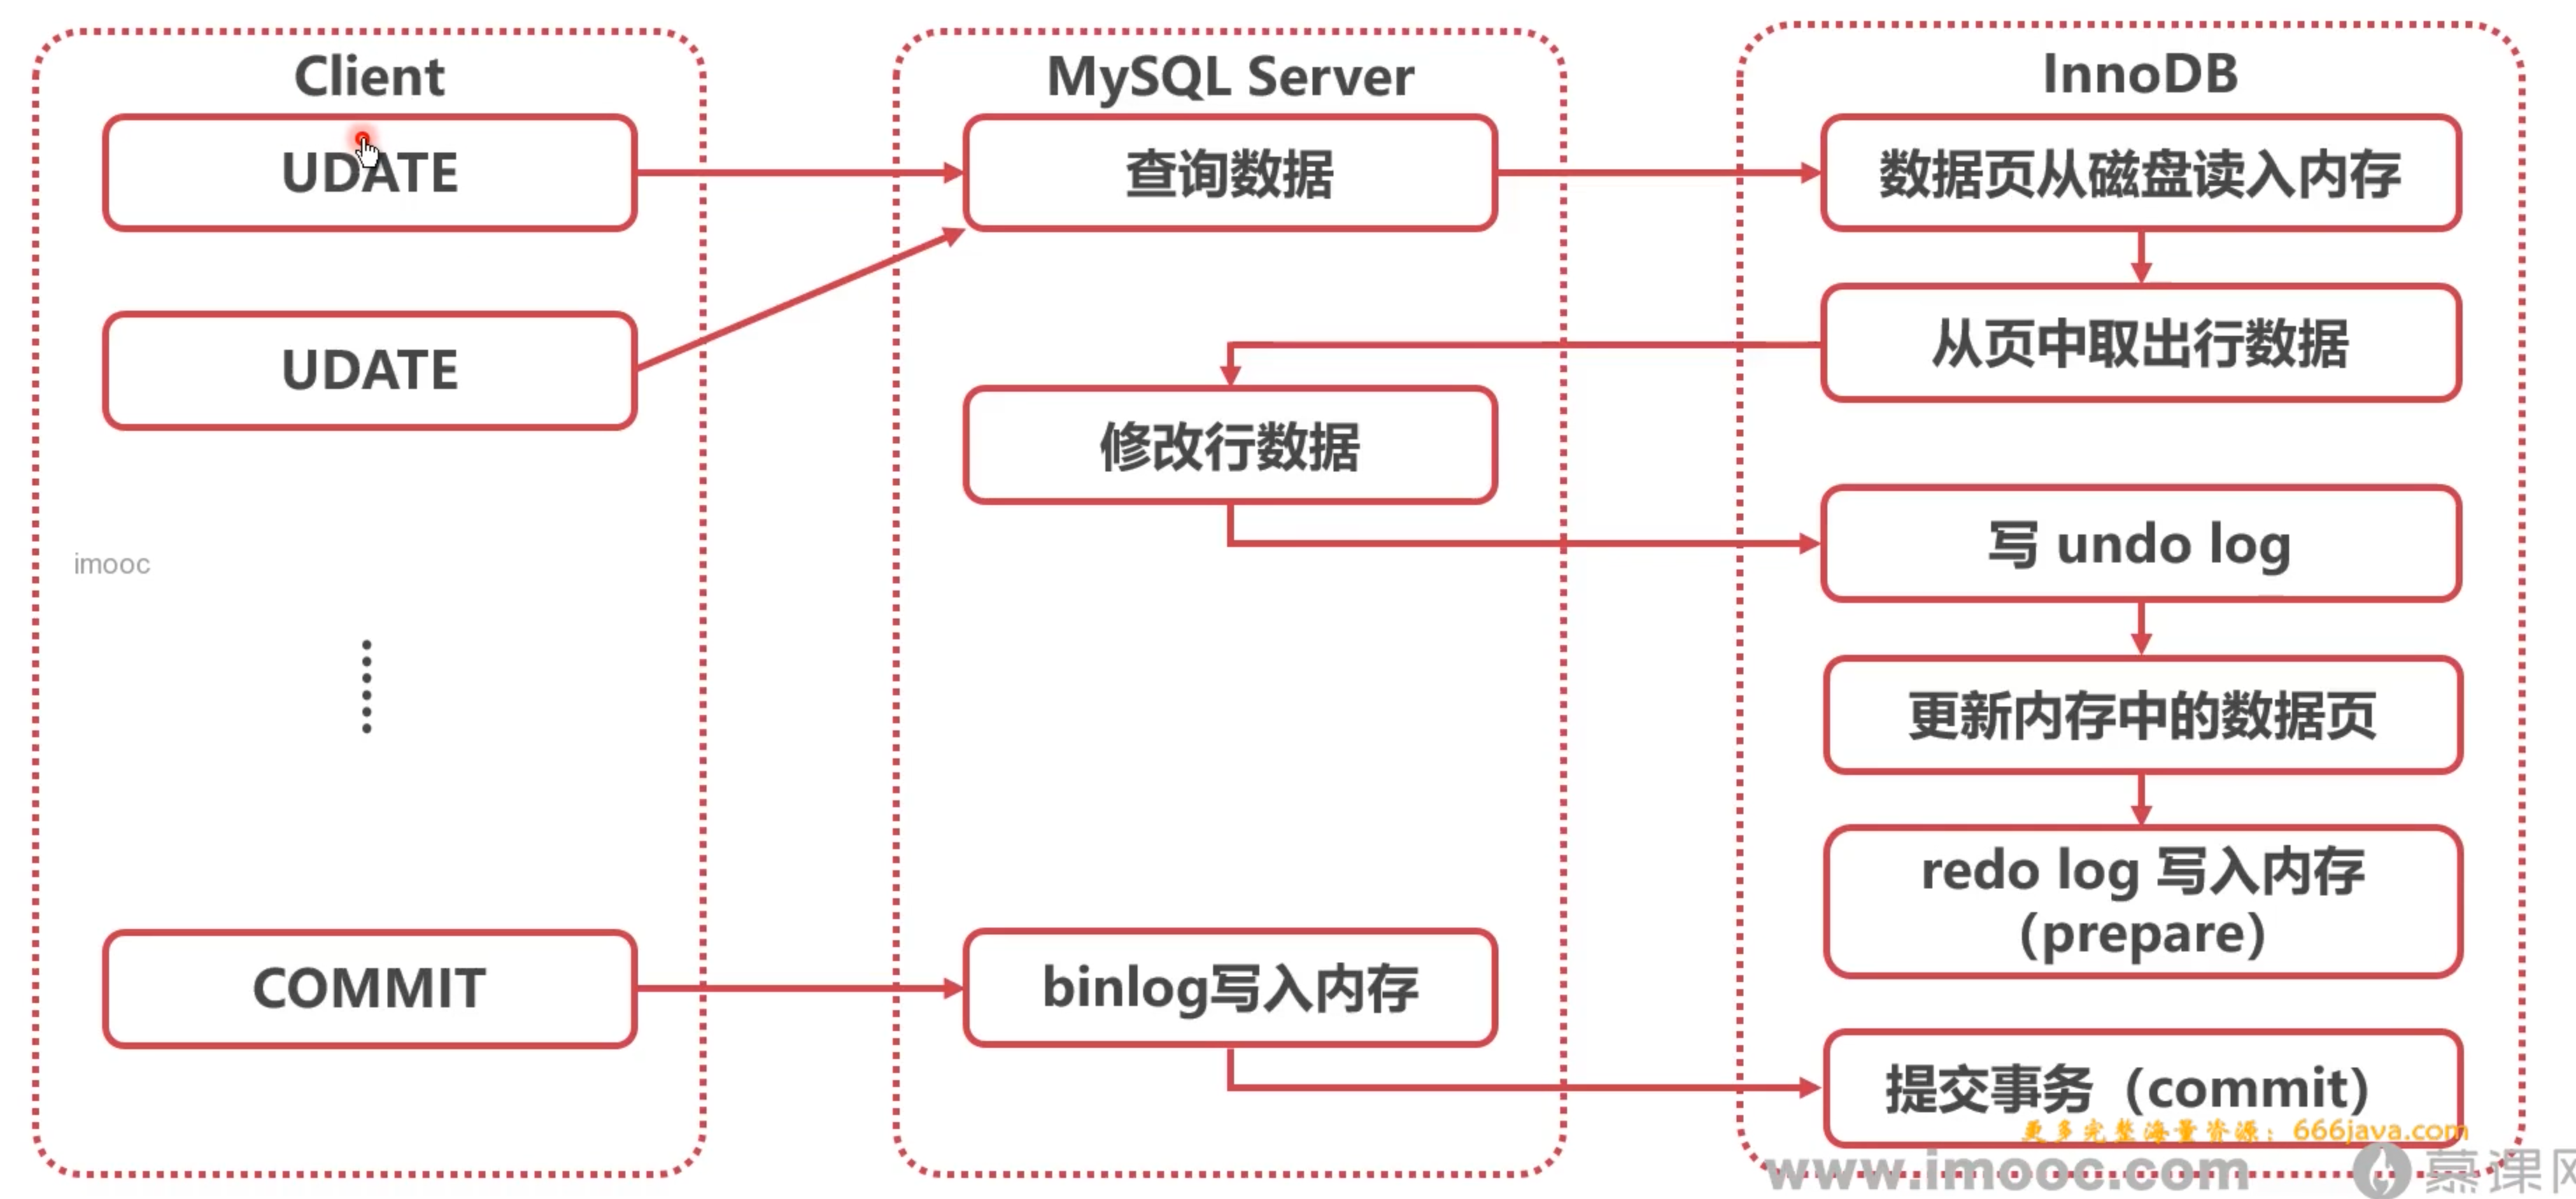 Client
UDATE
UDATE
imooc
COMMIT
MySQL Server
查询数据
修改行数据
binlog写入内存
InnoDB
数据页从磁盘读入内存
从页中取出行数据
写 undo log
更新内存中的数据页
redo log 写入内存
（prepare）
提交事务（commit）
更多完整海量资源：666java.com
www.imooc.com 慕课网